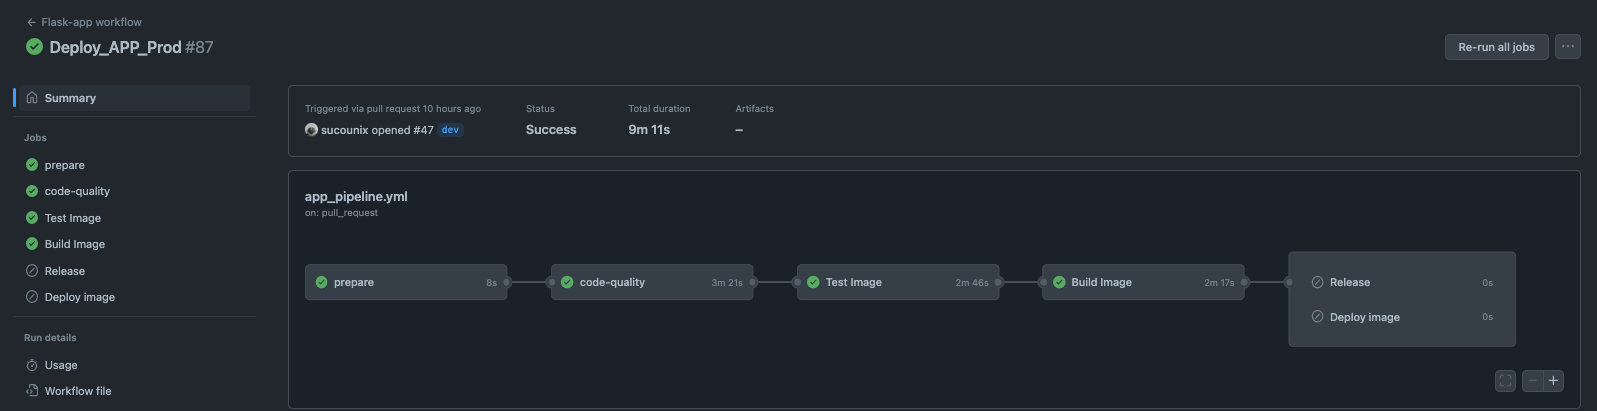 ← Flask-app workflow
Deploy_APP_Prod #87
Re-run all jobs
Summary
Jobs
prepare
code-quality
Test Image
Build Image
Release
Deploy image
Run details
Usage
Workflow file
Triggered via pull request 10 hours ago
sucounix opened #47 dev
Status
Success
Total duration
9m 11s
Artifacts
–
app_pipeline.yml
on: pull_request
prepare 8s
code-quality 3m 21s
Test Image 2m 46s
Build Image 2m 17s
Release 0s
Deploy image 0s